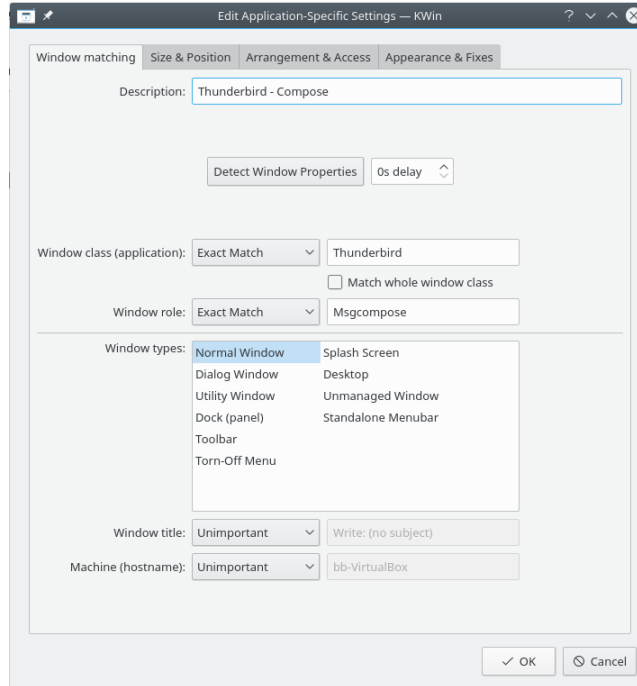 Edit Application-Specific Settings — KWin
Window matching Size & Position Arrangement & Access Appearance & Fixes
Description: Thunderbird - Compose
Detect Window Properties 0s delay
Window class (application): Exact Match Thunderbird
Match whole window class
Window role: Exact Match Msgcompose
Window types: Normal Window Splash Screen
Dialog Window Desktop
Utility Window Unmanaged Window
Dock (panel) Standalone Menubar
Toolbar
Torn-Off Menu
Window title: Unimportant Write: (no subject)
Machine (hostname): Unimportant bb-VirtualBox
OK Cancel